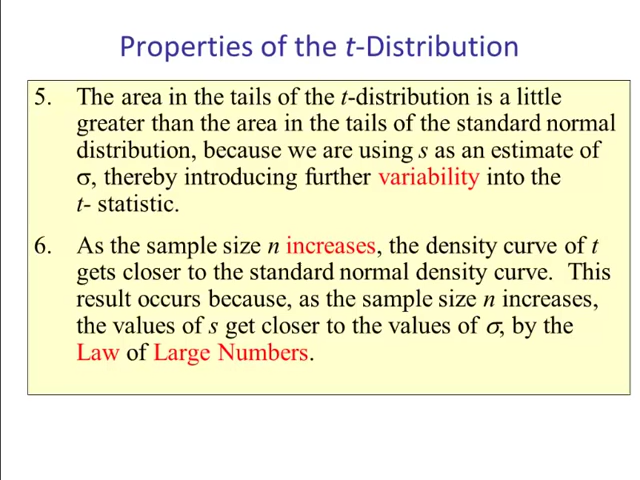 Properties of the t-Distribution
5. The area in the tails of the t-distribution is a little
greater than the area in the tails of the standard normal
distribution, because we are using s as an estimate of
σ, thereby introducing further variability into the
t- statistic.
6. As the sample size n increases, the density curve of t
gets closer to the standard normal density curve.  This
result occurs because, as the sample size n increases,
the values of s get closer to the values of σ, by the
Law of Large Numbers.